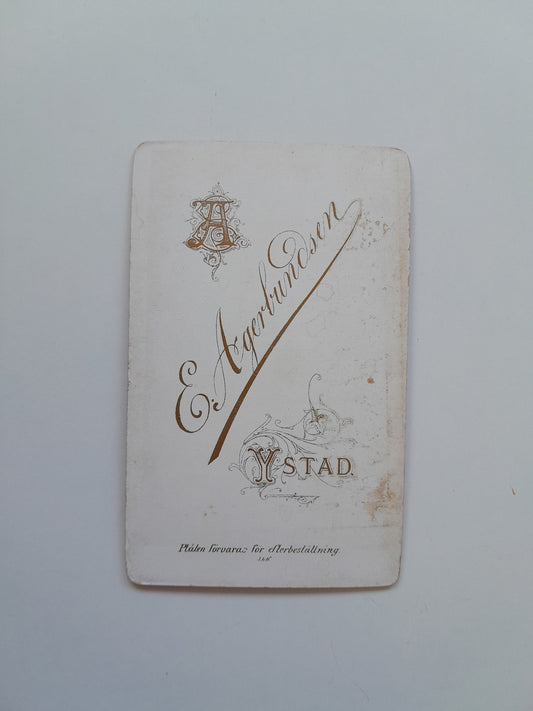 A
E. Agerbundsen
YSTAD.
Plåten förvaras för efterbeställning.